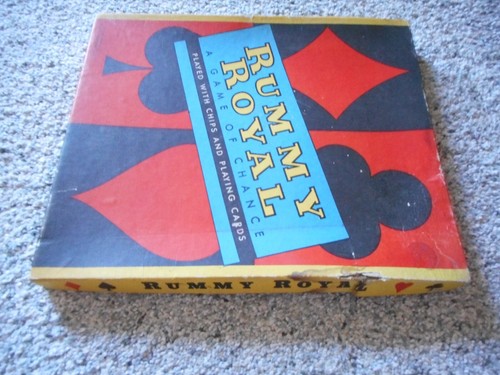 RUMMY
ROYAL
A GAME OF CHANCE
PLAYED WITH CHIPS AND PLAYING CARDS
RUMMY ROYAL